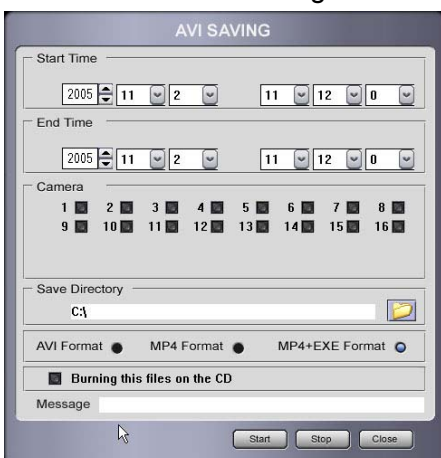 AVI SAVING
Start Time
2005 11 2 11 12 0
End Time
2005 11 2 11 12 0
Camera
1 2 3 4 5 6 7 8
9 10 11 12 13 14 15 16
Save Directory
C:\
AVI Format MP4 Format MP4+EXE Format
Burning this files on the CD
Message
Start Stop Close